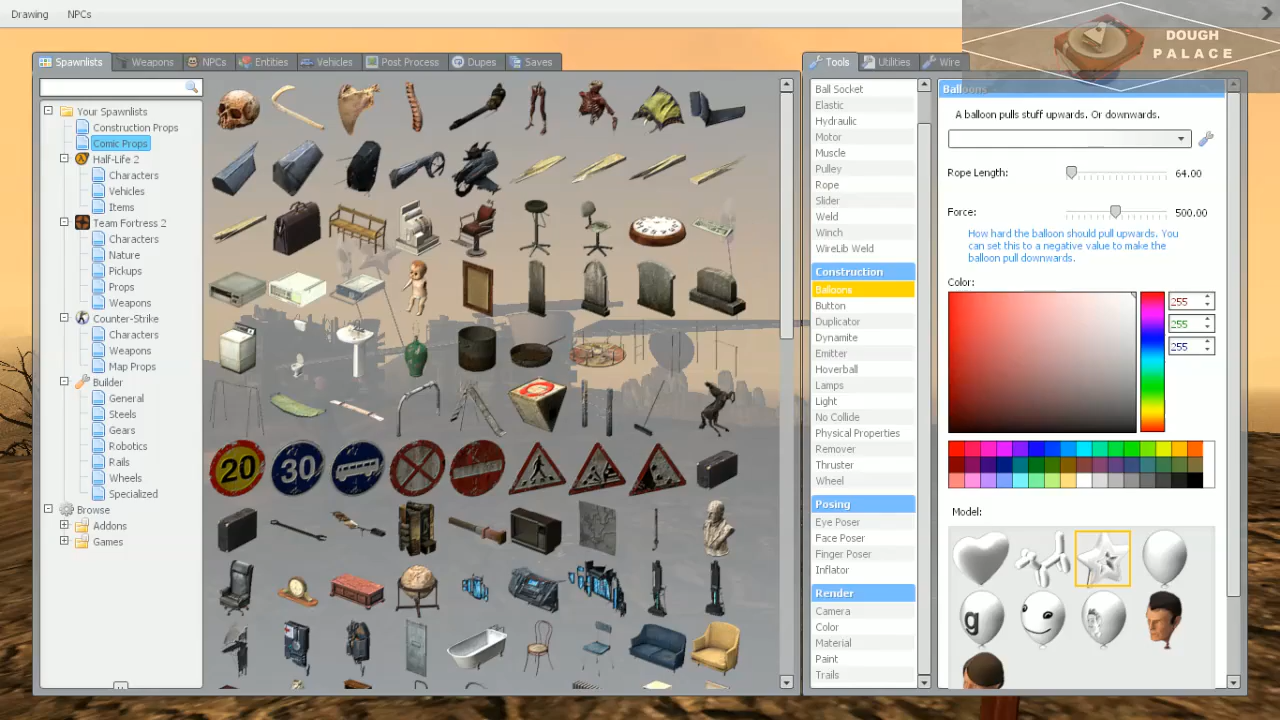 Drawing NPCs
DOUGH
PALACE
Spawnlists Weapons NPCs Entities Vehicles Post Process Dupes Saves
Tools Utilities Wire
Your Spawnlists
Construction Props
Comic Props
Half-Life 2
Characters
Vehicles
Items
Team Fortress 2
Characters
Nature
Pickups
Props
Weapons
Counter-Strike
Characters
Weapons
Map Props
Builder
General
Steels
Gears
Robotics
Rails
Wheels
Specialized
Browse
Addons
Games
20
30
Ball Socket
Elastic
Hydraulic
Motor
Muscle
Pulley
Rope
Slider
Weld
Winch
WireLib Weld
Construction
Balloons
Button
Duplicator
Dynamite
Emitter
Hoverball
Lamps
Light
No Collide
Physical Properties
Remover
Thruster
Wheel
Posing
Eye Poser
Face Poser
Finger Poser
Inflator
Render
Camera
Color
Material
Paint
Trails
Balloons
A balloon pulls stuff upwards. Or downwards.
Rope Length: 64.00
Force: 500.00
How hard the balloon should pull upwards. You
can set this to a negative value to make the
balloon pull downwards.
Color:
255
255
255
Model:
g